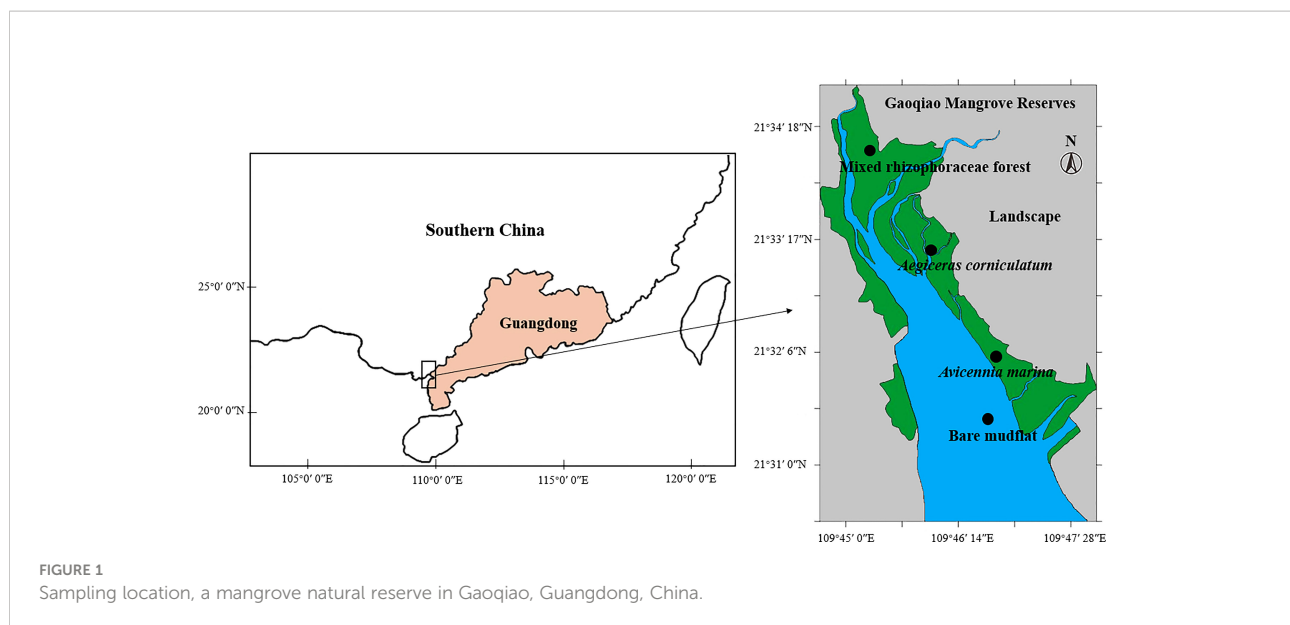 Southern China
Guangdong
25°0′ 0″N
20°0′ 0″N
105°0′ 0″E
110°0′ 0″E
115°0′ 0″E
120°0′ 0″E
Gaoqiao Mangrove Reserves
21°34′ 18″N
N
Mixed rhizophoraceae forest
Landscape
21°33′ 17″N
Aegiceras corniculatum
21°32′ 6″N
Avicennia marina
Bare mudflat
21°31′ 0″N
109°45′ 0″E
109°46′ 14″E
109°47′ 28″E
FIGURE 1
Sampling location, a mangrove natural reserve in Gaoqiao, Guangdong, China.